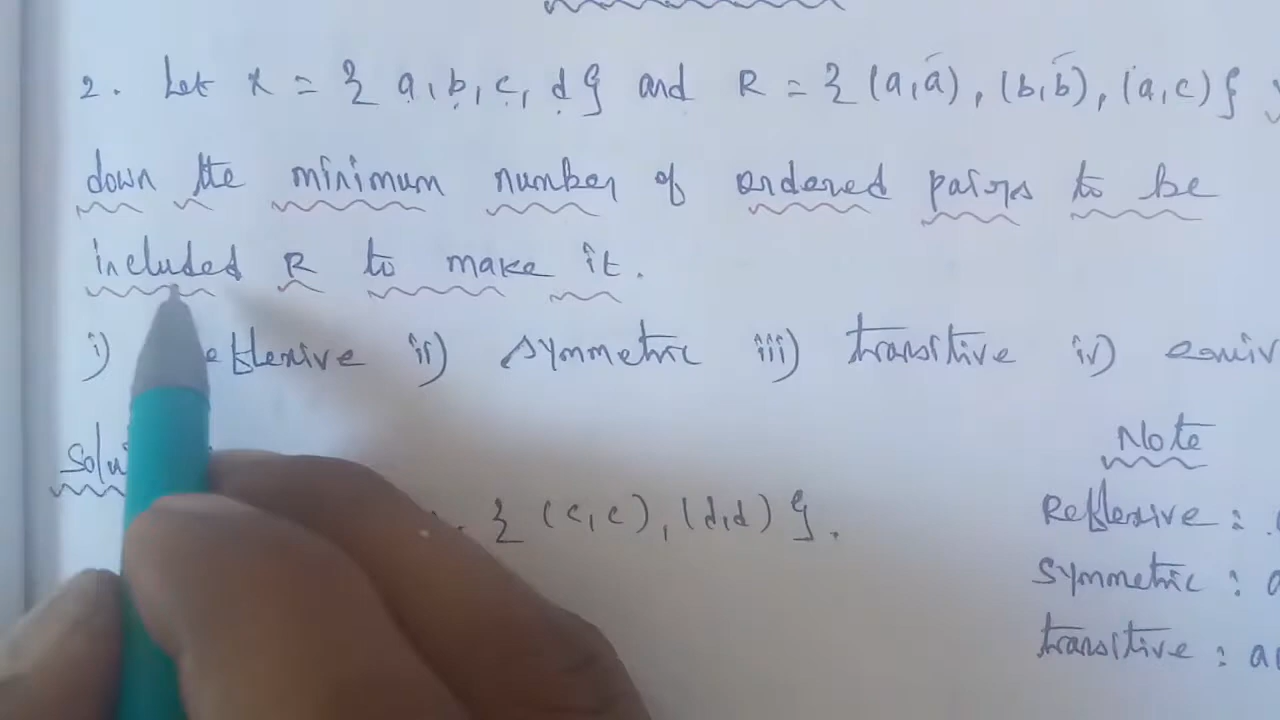 2. Let X = { a, b, c, d } and R = { (a, a), (b, b), (a, c) }
down the minimum number of ordered pairs to be
included R to make it.
i) reflexive ii) symmetric iii) transitive iv) equiv
Note
{ (c, c), (d, d) }.
Reflexive :
Symmetric : a
transitive : a